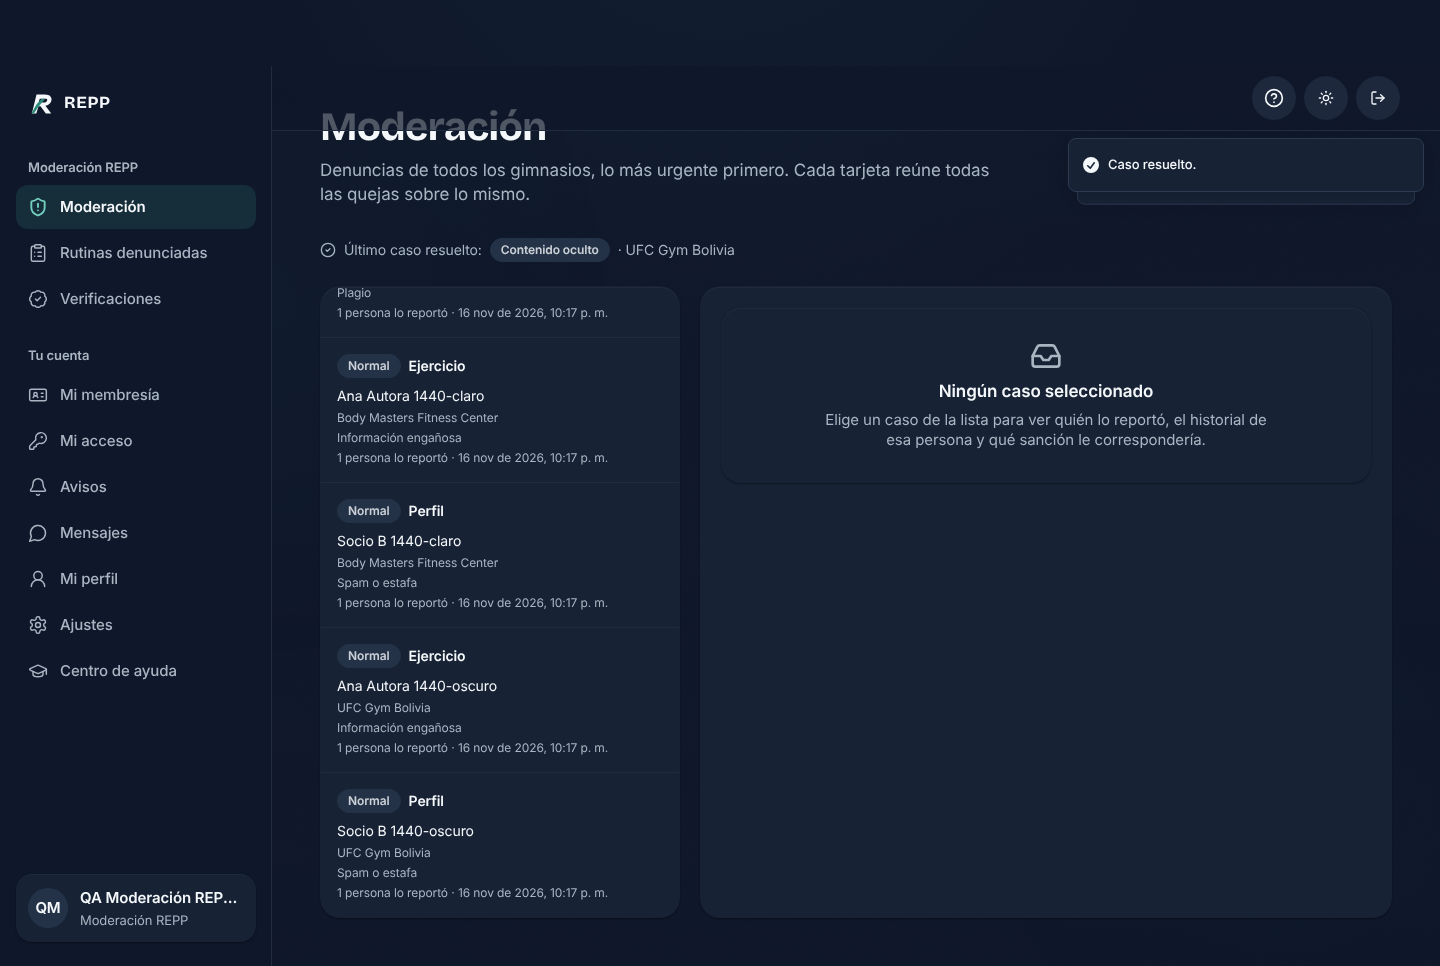 REPP
Moderación REPP
Moderación
Rutinas denunciadas
Verificaciones
Tu cuenta
Mi membresía
Mi acceso
Avisos
Mensajes
Mi perfil
Ajustes
Centro de ayuda
QM
QA Moderación REP...
Moderación REPP
Moderación
Denuncias de todos los gimnasios, lo más urgente primero. Cada tarjeta reúne todas
las quejas sobre lo mismo.
Caso resuelto.
Último caso resuelto: Contenido oculto · UFC Gym Bolivia
Plagio
1 persona lo reportó · 16 nov de 2026, 10:17 p. m.
Normal Ejercicio
Ana Autora 1440-claro
Body Masters Fitness Center
Información engañosa
1 persona lo reportó · 16 nov de 2026, 10:17 p. m.
Normal Perfil
Socio B 1440-claro
Body Masters Fitness Center
Spam o estafa
1 persona lo reportó · 16 nov de 2026, 10:17 p. m.
Normal Ejercicio
Ana Autora 1440-oscuro
UFC Gym Bolivia
Información engañosa
1 persona lo reportó · 16 nov de 2026, 10:17 p. m.
Normal Perfil
Socio B 1440-oscuro
UFC Gym Bolivia
Spam o estafa
1 persona lo reportó · 16 nov de 2026, 10:17 p. m.
Ningún caso seleccionado
Elige un caso de la lista para ver quién lo reportó, el historial de
esa persona y qué sanción le correspondería.